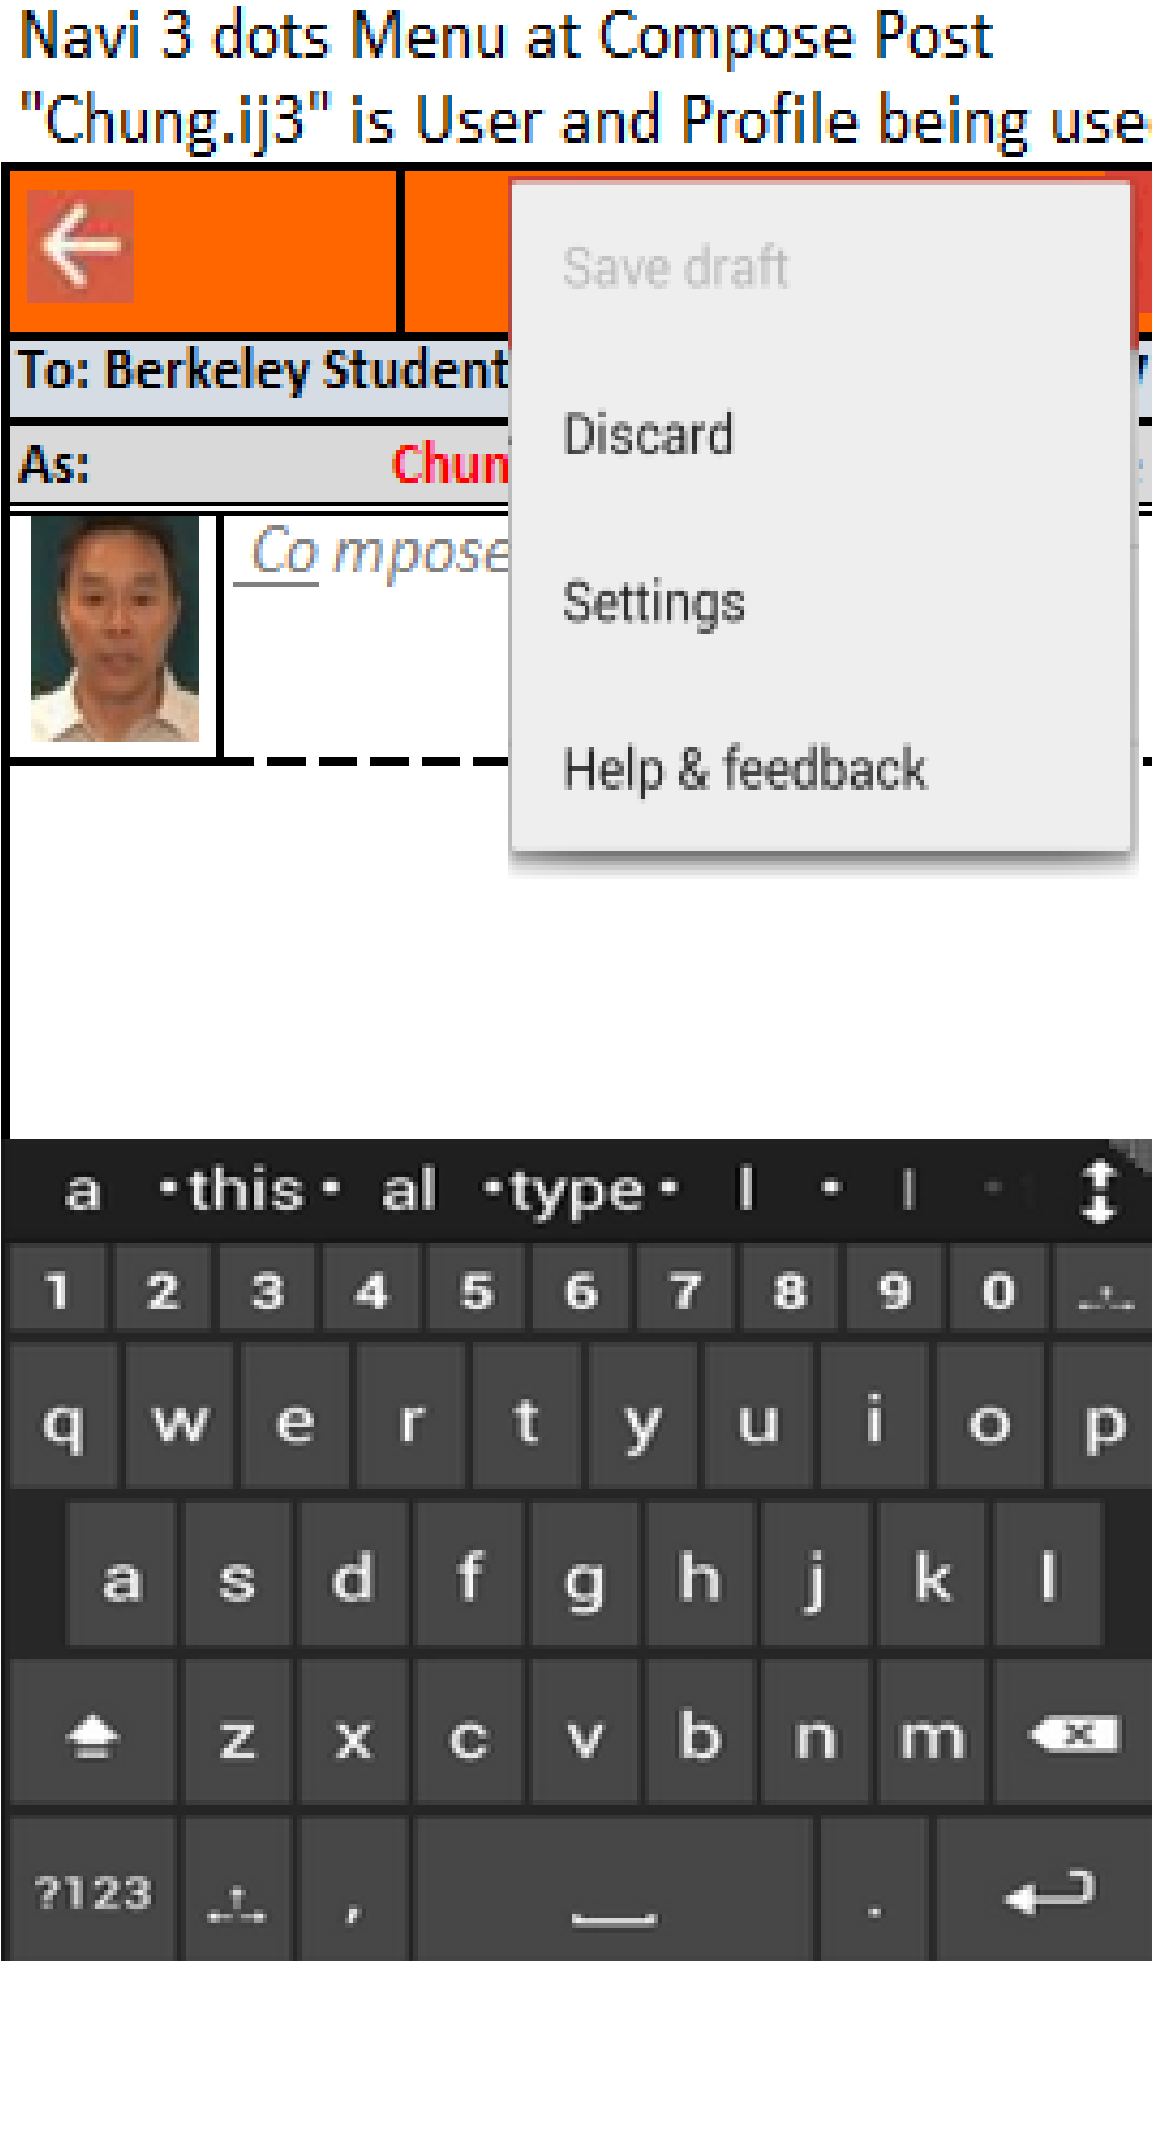 Navi 3 dots Menu at Compose Post
"Chung.ij3" is User and Profile being use
Save draft
To: Berkeley Student
Discard
As: Chun
Co mpose
Settings
Help & feedback
a • this • al • type • l • l
1 2 3 4 5 6 7 8 9 0
q w e r t y u i o p
a s d f g h j k l
z x c v b n m
?123 , .